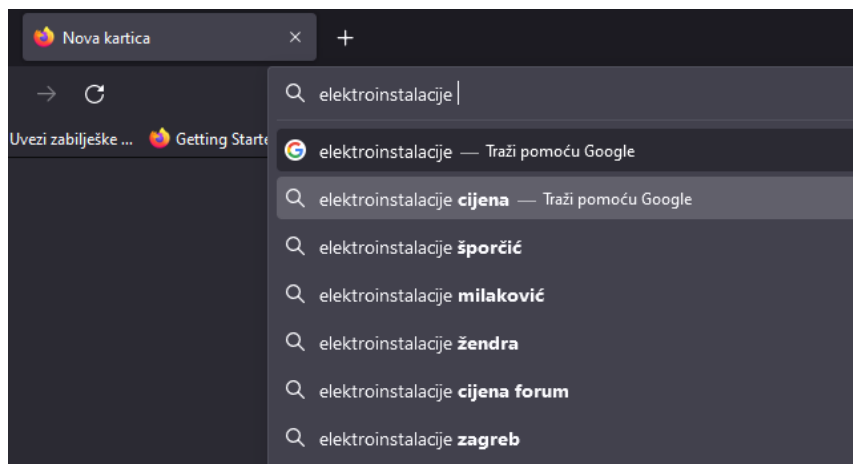 Nova kartica
elektroinstalacije
Uvezi zabilješke ... Getting Starte
elektroinstalacije — Traži pomoću Google
elektroinstalacije cijena — Traži pomoću Google
elektroinstalacije šporčić
elektroinstalacije milaković
elektroinstalacije žendra
elektroinstalacije cijena forum
elektroinstalacije zagreb